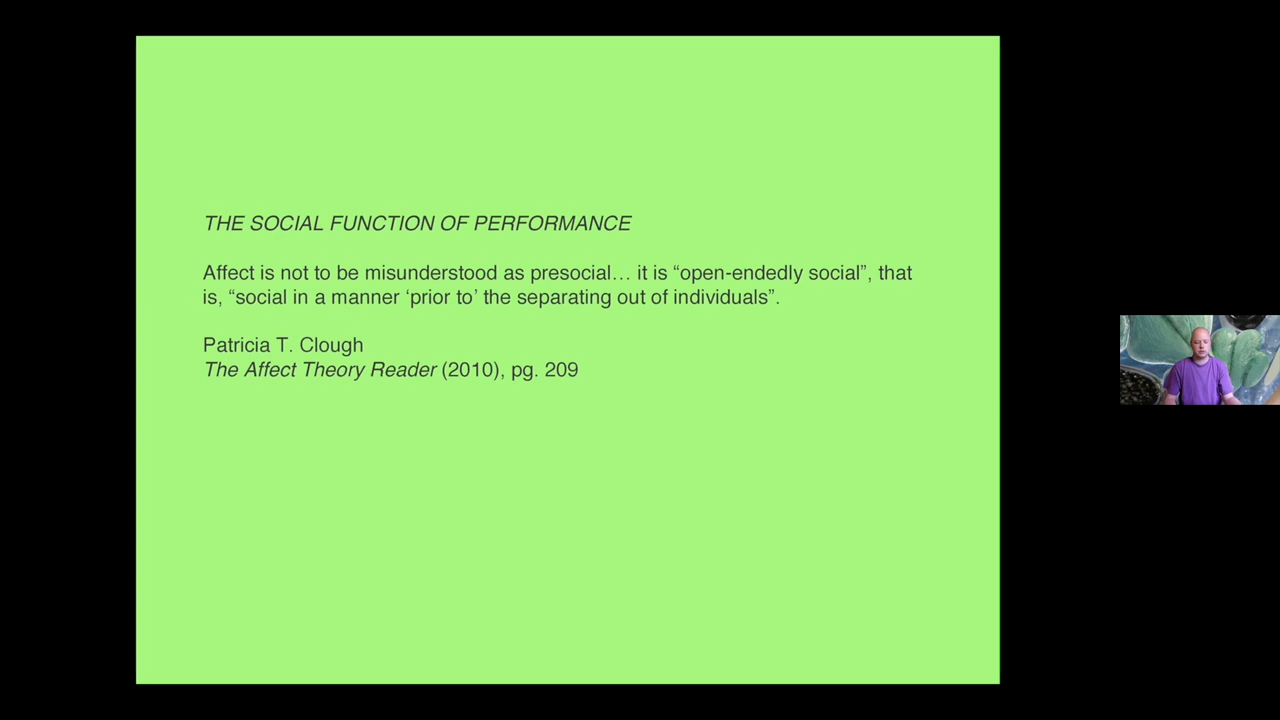 THE SOCIAL FUNCTION OF PERFORMANCE
Affect is not to be misunderstood as presocial… it is “open-endedly social”, that
is, “social in a manner ‘prior to’ the separating out of individuals”.
Patricia T. Clough
The Affect Theory Reader (2010), pg. 209